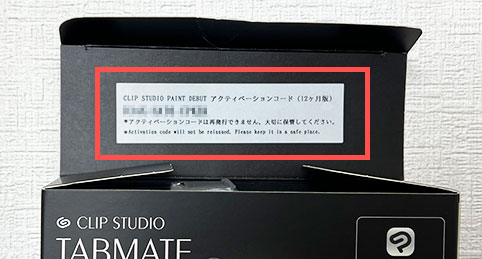 CLIP STUDIO PAINT DEBUT アクティベーションコード (12ヶ月版)
*アクティベーションコードは再発行できません、大切に保管してください。
*Activation code will not be reissued. Please keep it in a safe place.
CLIP STUDIO
TABMATE